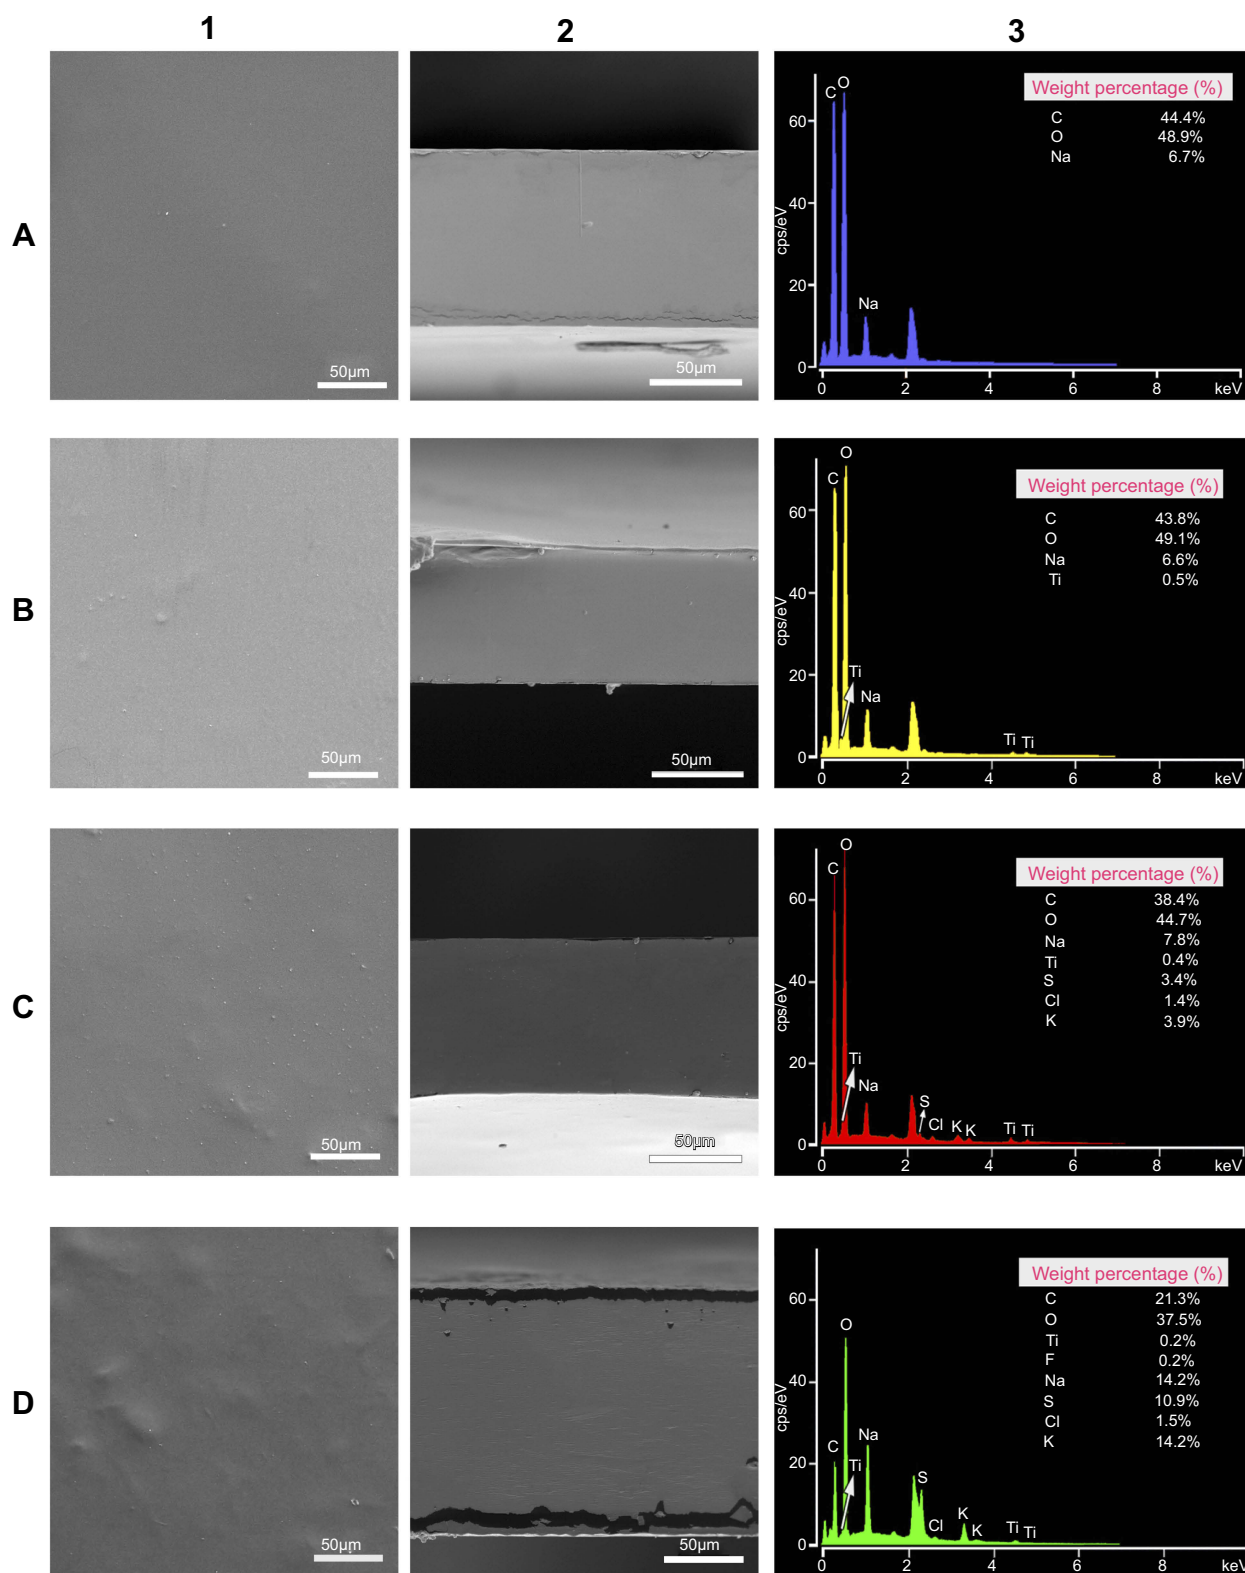 1 2 3
A
50µm
50µm
Weight percentage (%)
C 44.4%
O 48.9%
Na 6.7%
C O
Na
cps/eV
60
40
20
0
0 2 4 6 8 keV
B
50µm
50µm
Weight percentage (%)
C 43.8%
O 49.1%
Na 6.6%
Ti 0.5%
O
C
Ti
Na
Ti Ti
cps/eV
60
40
20
0
0 2 4 6 8 keV
C
50µm
50µm
Weight percentage (%)
C 38.4%
O 44.7%
Na 7.8%
Ti 0.4%
S 3.4%
Cl 1.4%
K 3.9%
O
C
Ti
Na
S
Cl K K Ti Ti
cps/eV
60
40
20
0
0 2 4 6 8 keV
D
50µm
50µm
Weight percentage (%)
C 21.3%
O 37.5%
Ti 0.2%
F 0.2%
Na 14.2%
S 10.9%
Cl 1.5%
K 14.2%
O
C
Na
Ti
S
Cl K K Ti Ti
cps/eV
60
40
20
0
0 2 4 6 8 keV